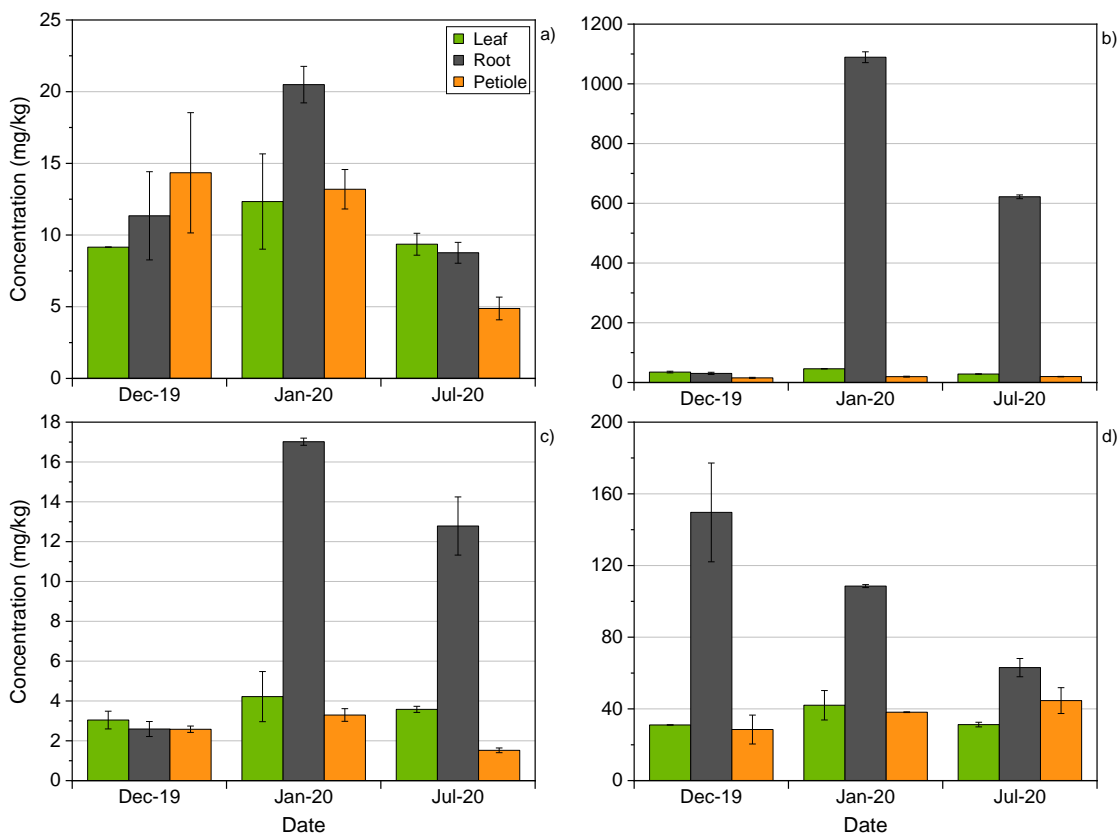 a)
Leaf
Root
Petiole
Concentration (mg/kg)
25
20
15
10
5
0
Dec-19 Jan-20 Jul-20
b)
1200
1000
800
600
400
200
0
Dec-19 Jan-20 Jul-20
c)
Concentration (mg/kg)
18
16
14
12
10
8
6
4
2
0
Dec-19 Jan-20 Jul-20
Date
d)
200
160
120
80
40
0
Dec-19 Jan-20 Jul-20
Date